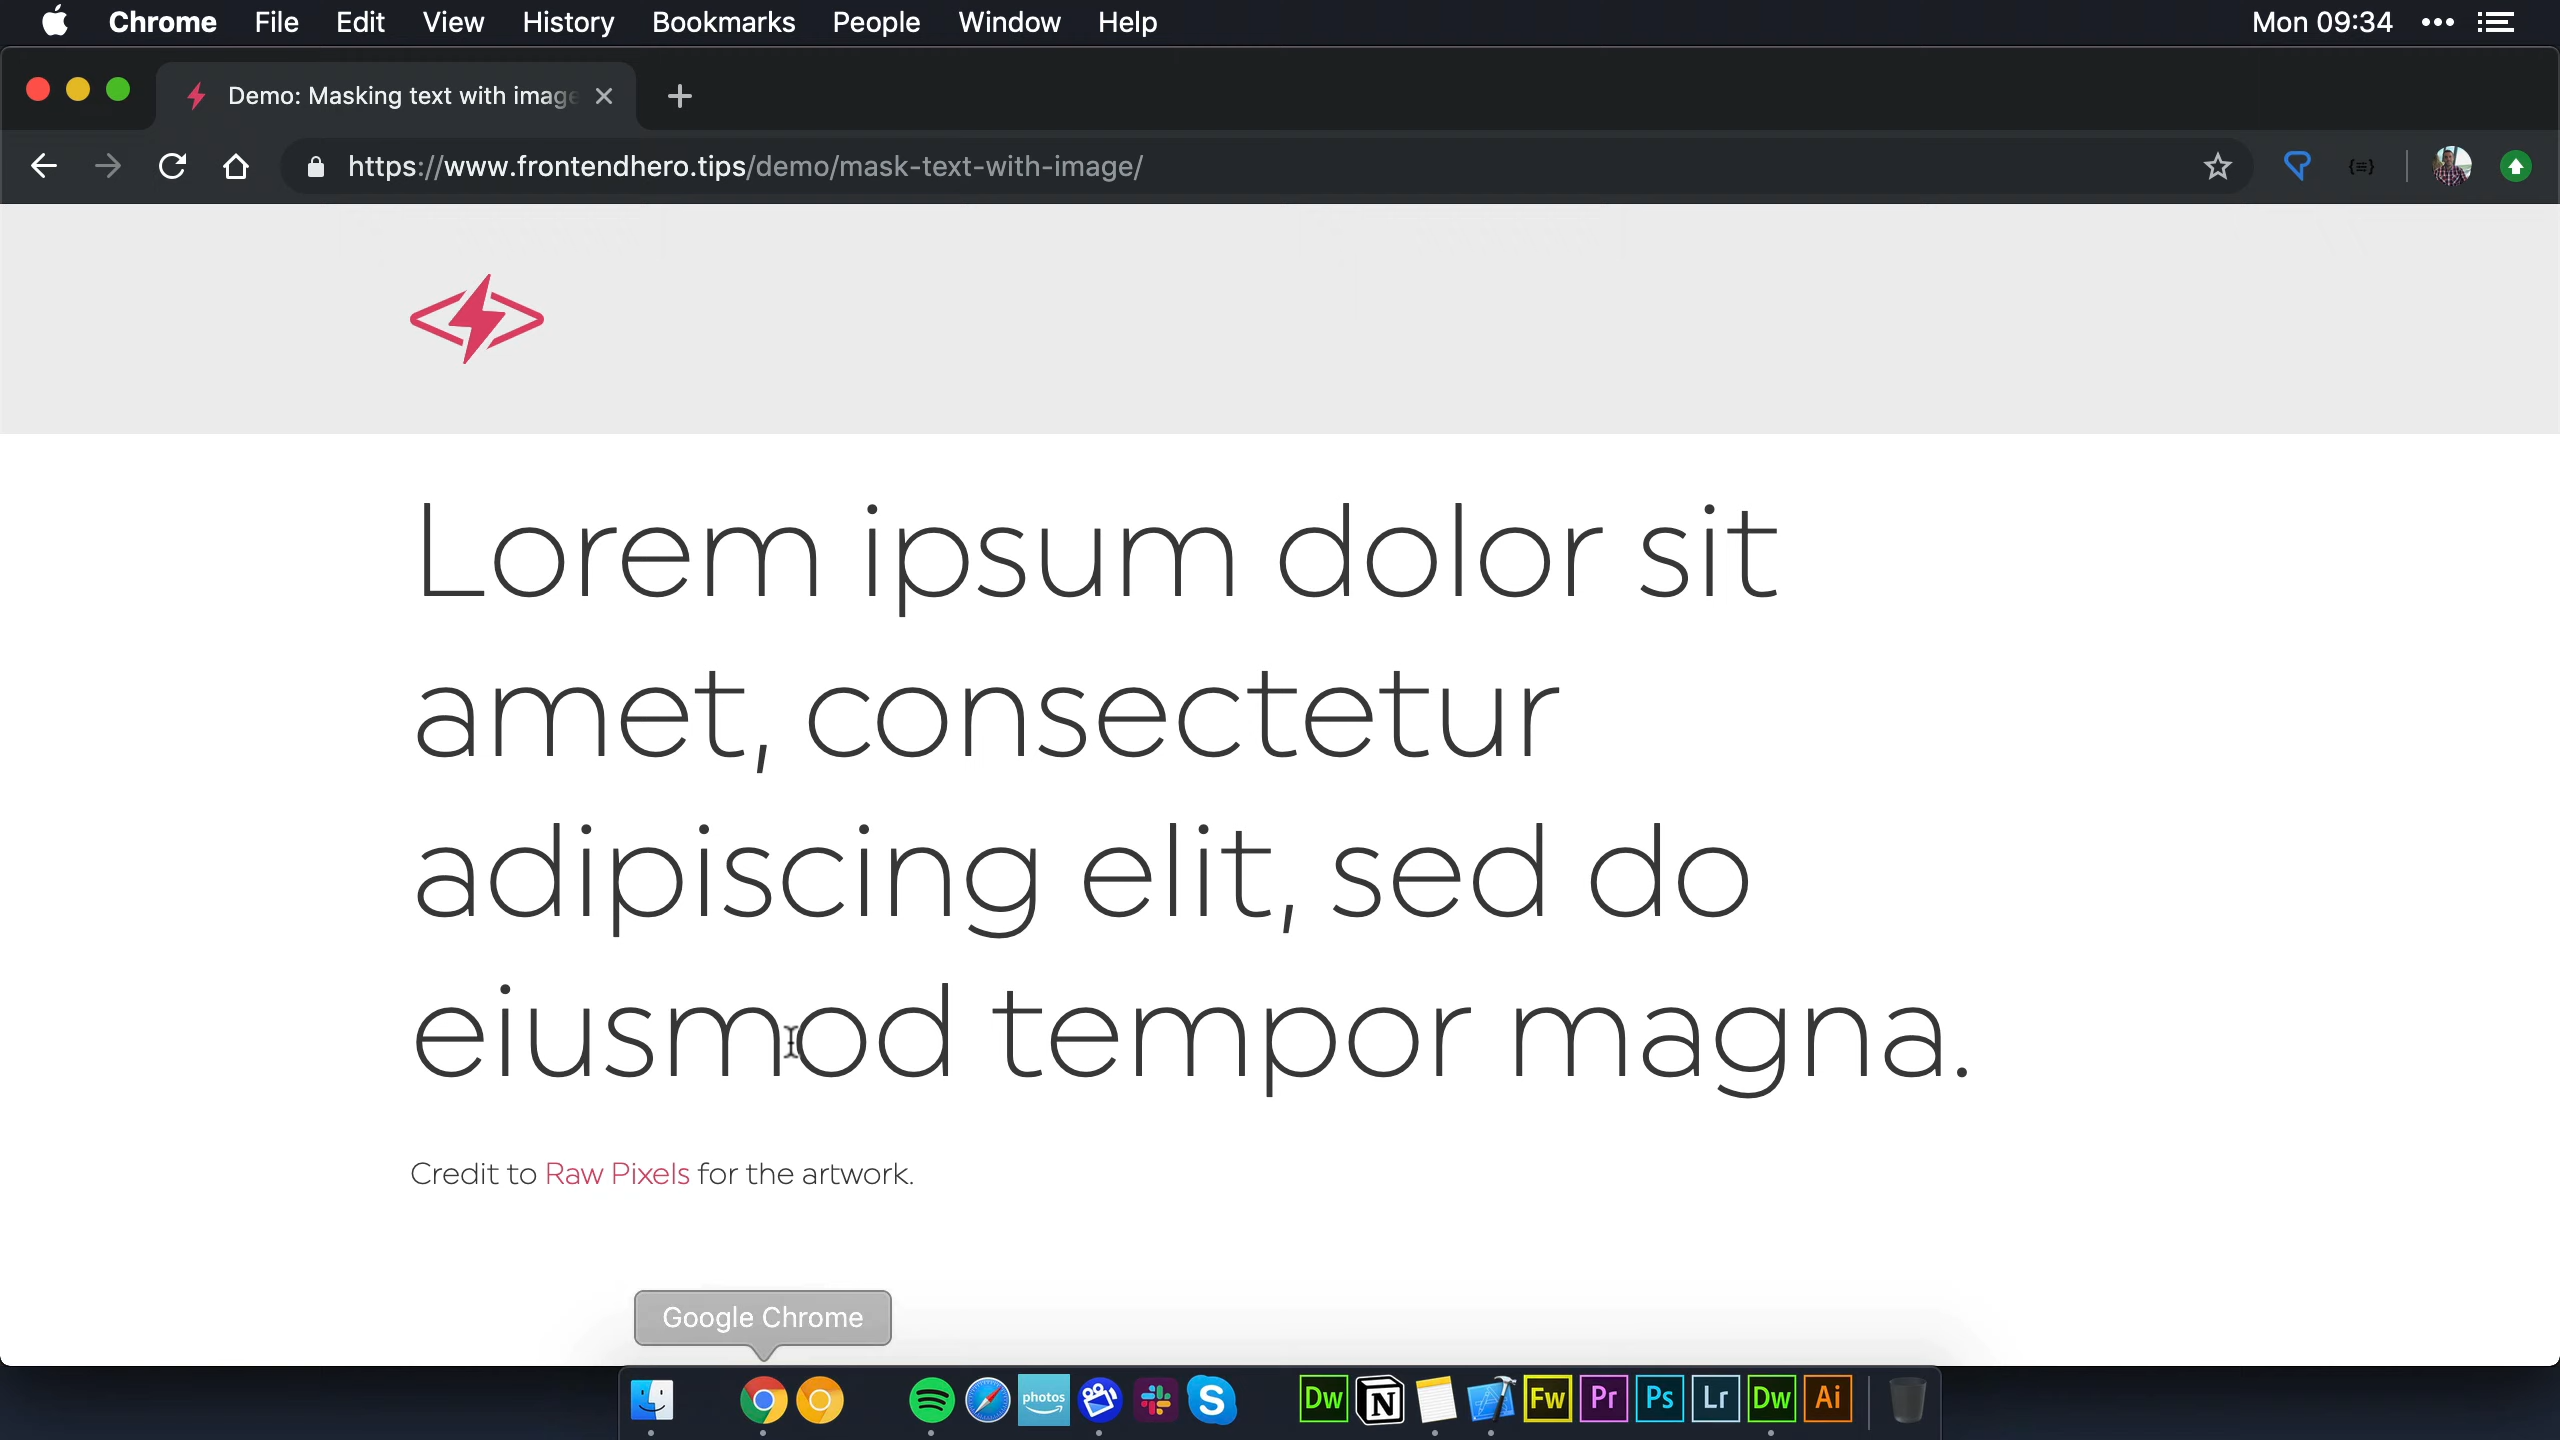 Chrome File Edit View History Bookmarks People Window Help Mon 09:34
Demo: Masking text with image
https://www.frontendhero.tips/demo/mask-text-with-image/
Lorem ipsum dolor sit
amet, consectetur
adipiscing elit, sed do
eiusmod tempor magna.
Credit to Raw Pixels for the artwork.
Google Chrome
photos S Dw N Fw Pr Ps Lr Dw Ai